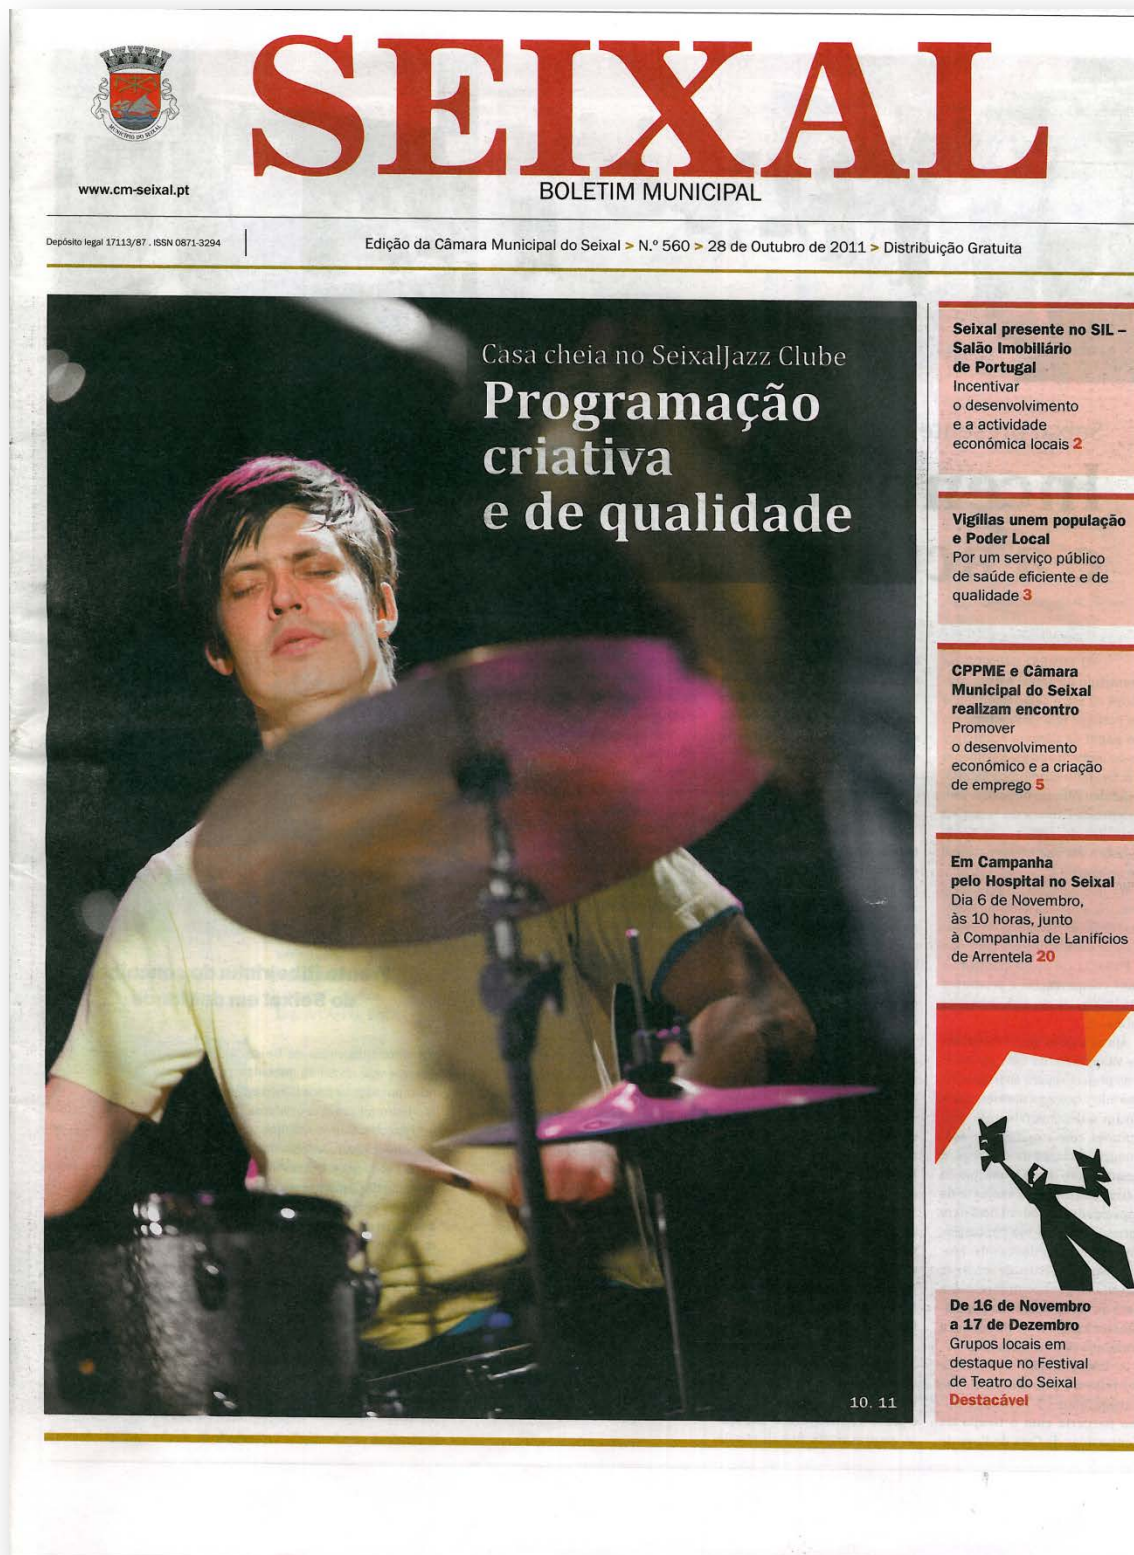 SEIXAL
MUNICÍPIO DO SEIXAL
www.cm-seixal.pt
BOLETIM MUNICIPAL
Depósito legal 17113/87 . ISSN 0871-3294
Edição da Câmara Municipal do Seixal > N.º 560 > 28 de Outubro de 2011 > Distribuição Gratuita
Casa cheia no SeixalJazz Clube
Programação
criativa
e de qualidade
10. 11
Seixal presente no SIL –
Salão Imobiliário
de Portugal
Incentivar
o desenvolvimento
e a actividade
económica locais 2
Vigílias unem população
e Poder Local
Por um serviço público
de saúde eficiente e de
qualidade 3
CPPME e Câmara
Municipal do Seixal
realizam encontro
Promover
o desenvolvimento
económico e a criação
de emprego 5
Em Campanha
pelo Hospital no Seixal
Dia 6 de Novembro,
às 10 horas, junto
à Companhia de Lanifícios
de Arrentela 20
De 16 de Novembro
a 17 de Dezembro
Grupos locais em
destaque no Festival
de Teatro do Seixal
Destacável